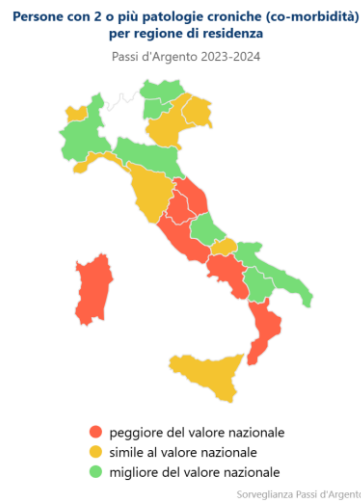 Persone con 2 o più patologie croniche (co-morbidità)
per regione di residenza
Passi d'Argento 2023-2024
peggiore del valore nazionale
simile al valore nazionale
migliore del valore nazionale
Sorveglianza Passi d'Argento